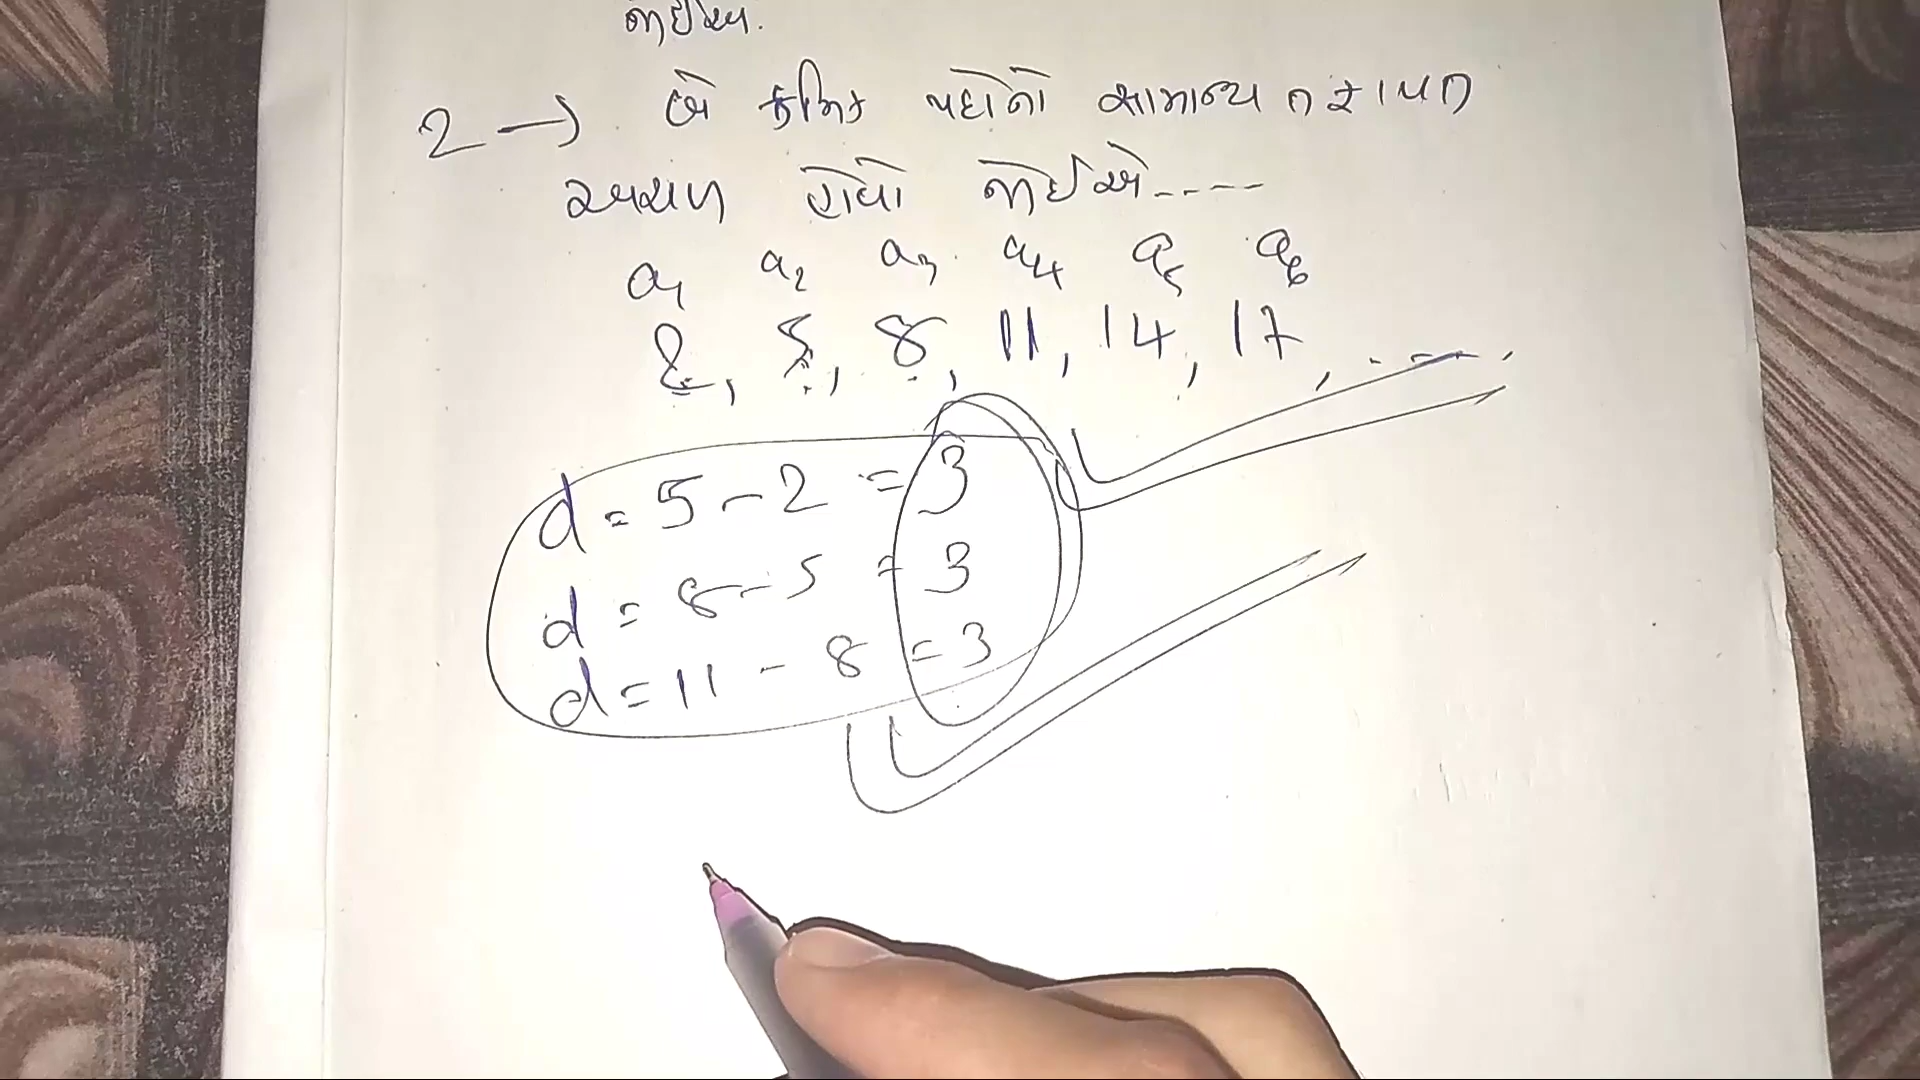 જોઈએ.
2 → બે ક્રમિક પદોનો સામાન્ય તફાવત
અચળ હોવો જોઈએ----
a1 a2 a3 a4 a5 a6
2, 5, 8, 11, 14, 17, ....
d = 5 - 2 = 3
d = 8 - 5 = 3
d = 11 - 8 = 3